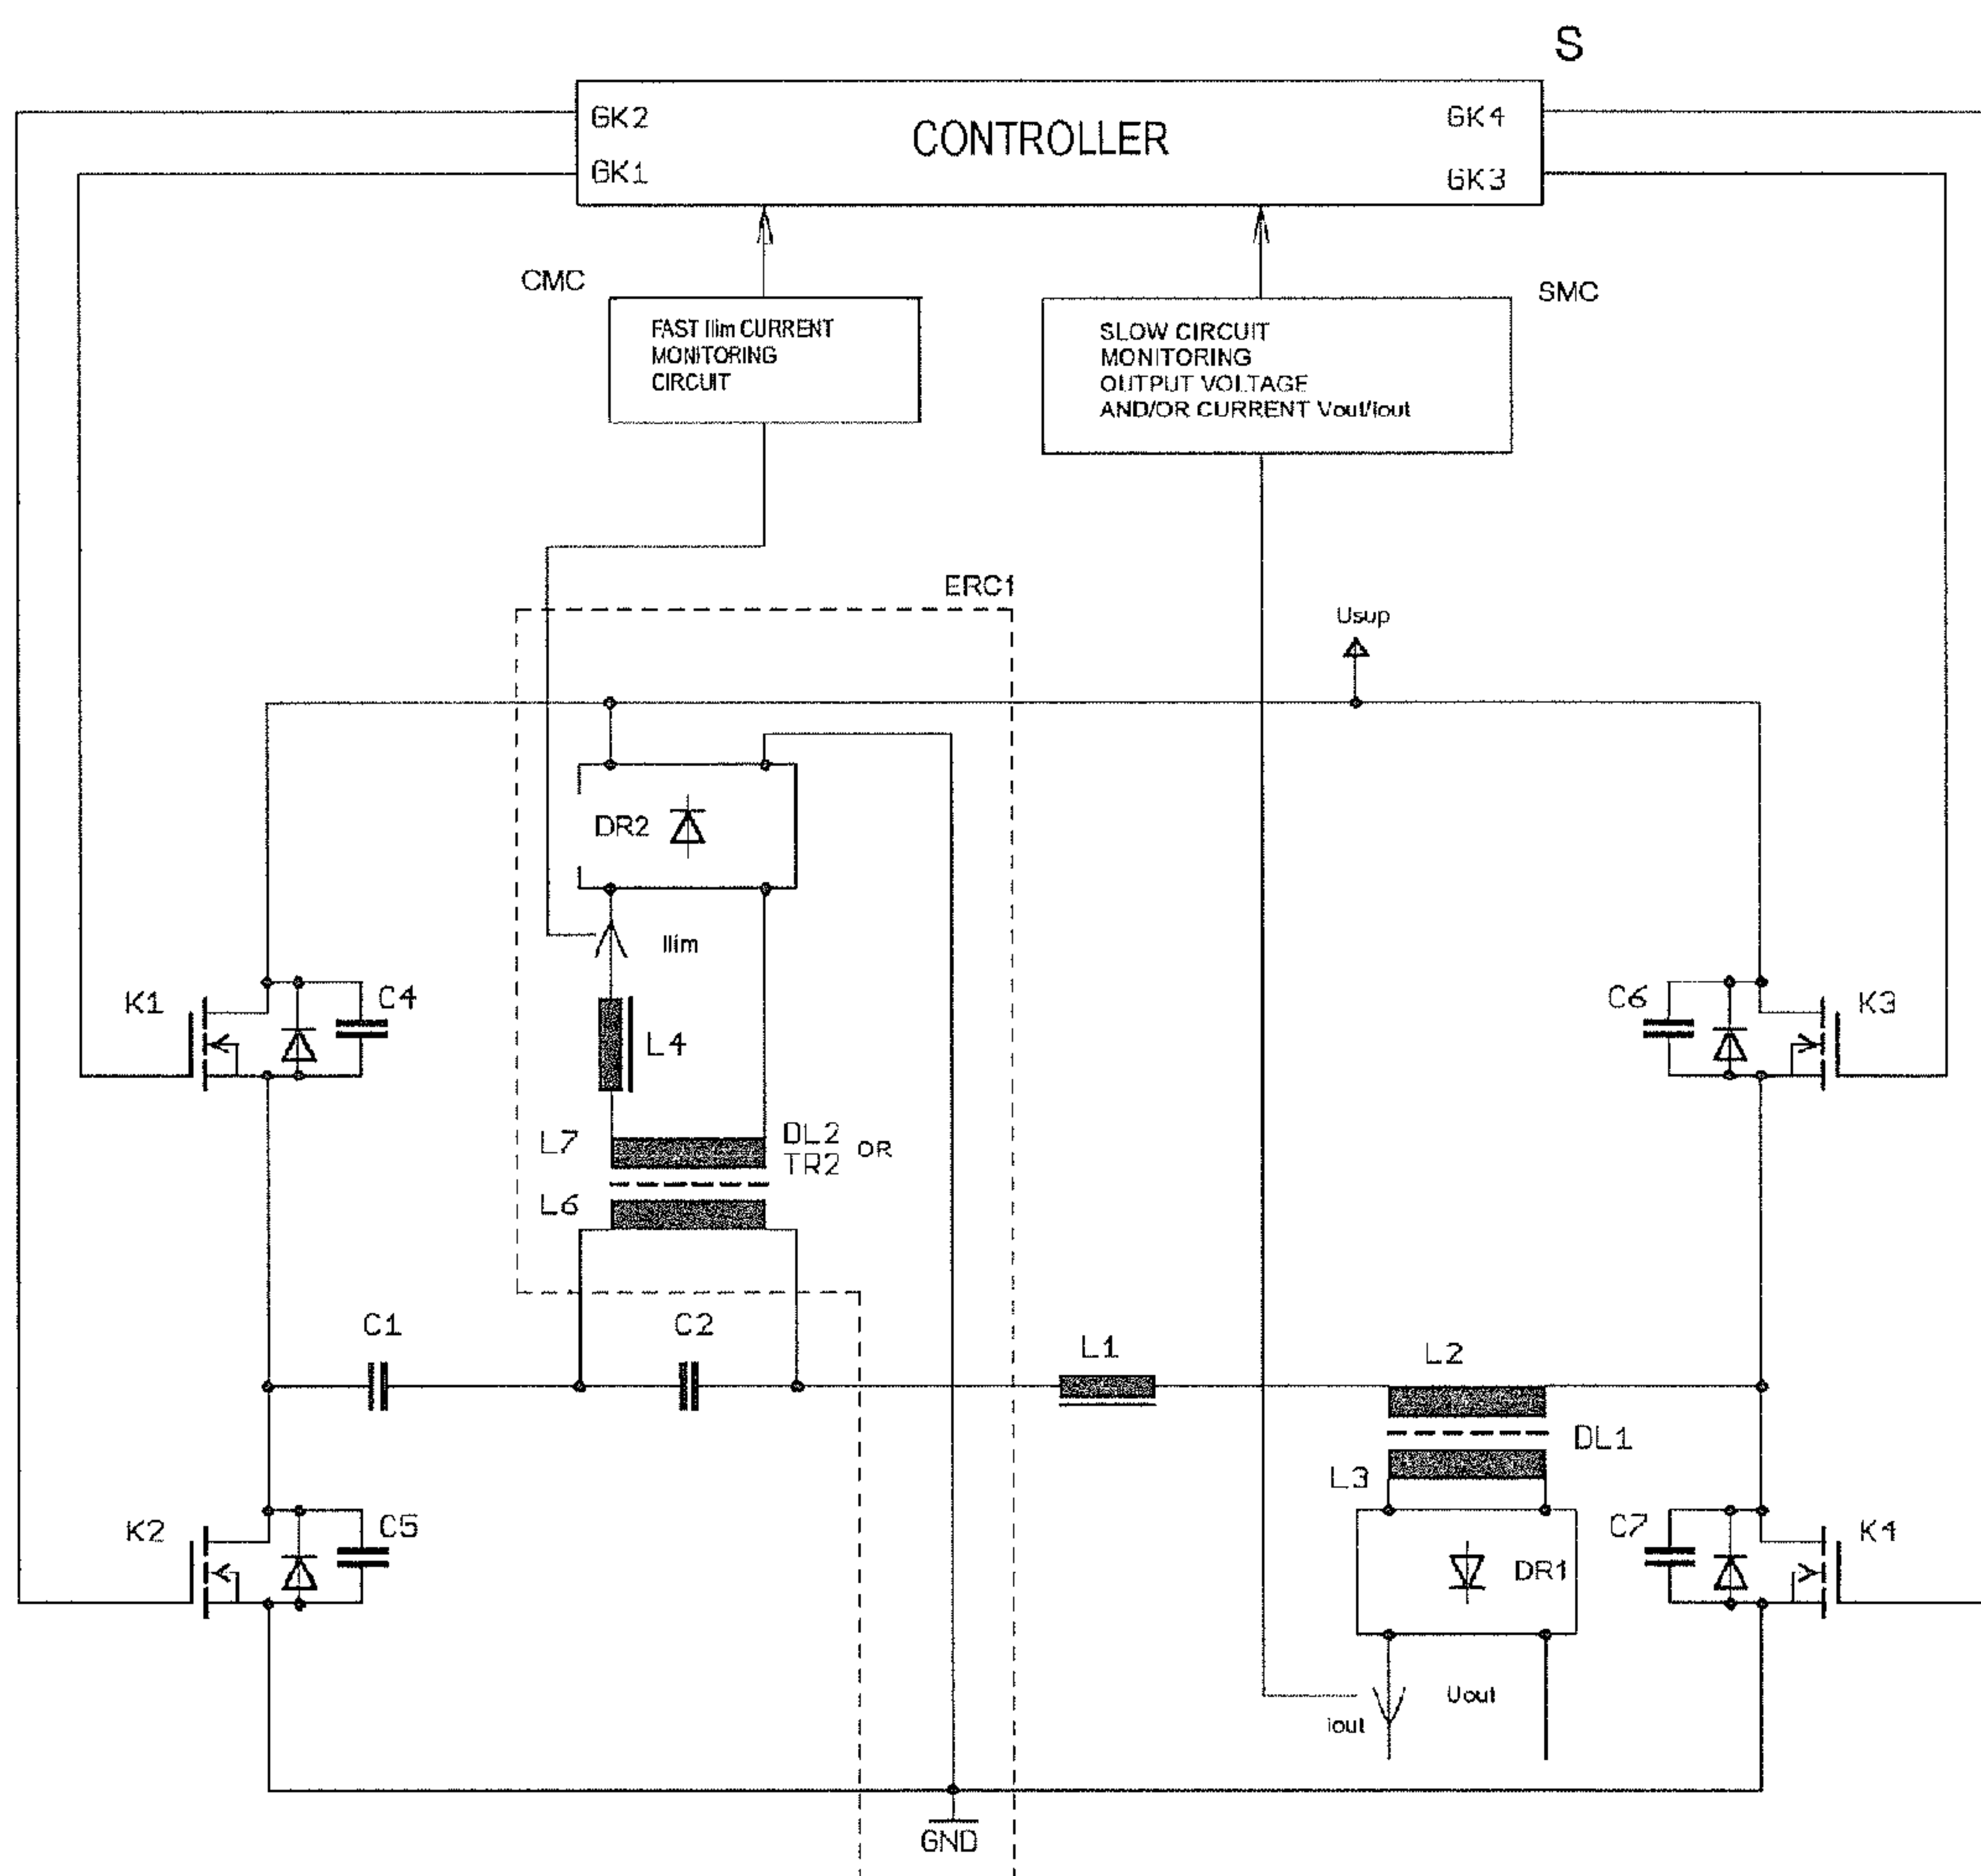 S
GK2
CONTROLLER
GK4
GK1
GK3
CMC
SMC
FAST Ilim CURRENT
MONITORING
CIRCUIT
SLOW CIRCUIT
MONITORING
OUTPUT VOLTAGE
AND/OR CURRENT Vout/Iout
ERC1
Usup
DR2
Ilim
K1
C4
C6
K3
L4
L7
DL2
TR2
OR
L6
C1
C2
L1
L2
DL1
L3
K2
C5
C7
K4
DR1
Uout
iout
GND